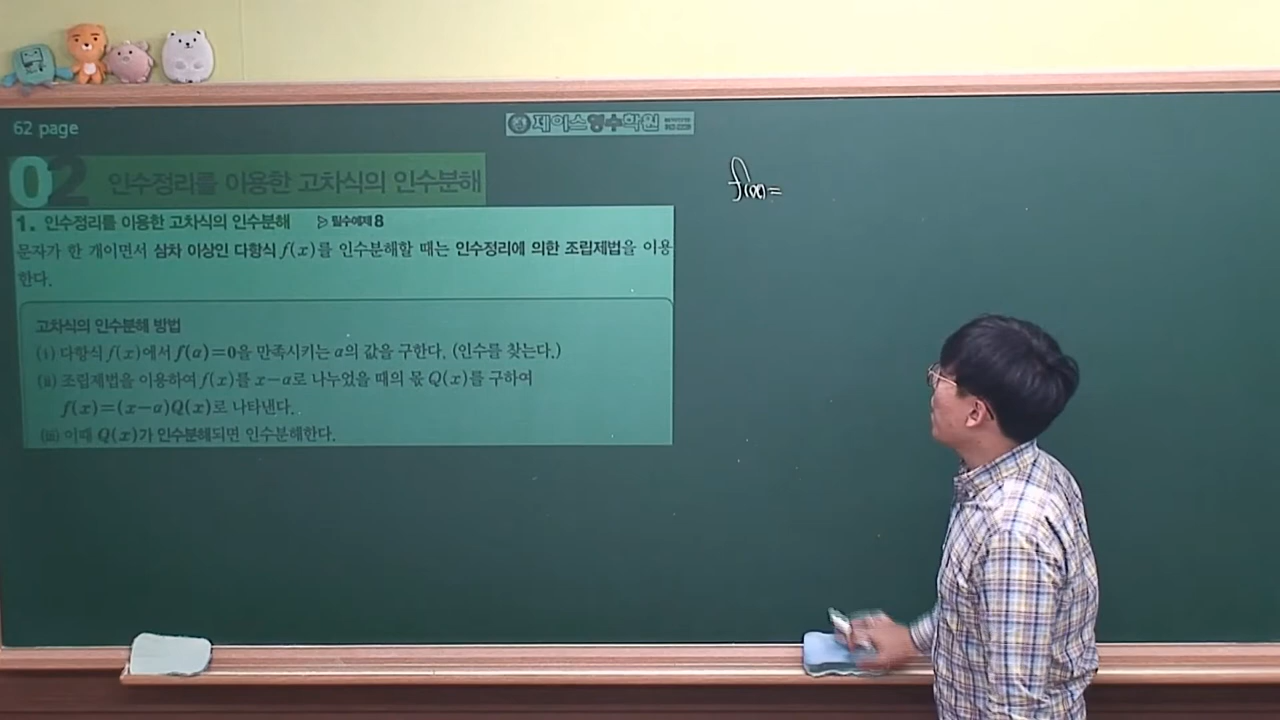 62 page
제이스영수학원
02 인수정리를 이용한 고차식의 인수분해
1. 인수정리를 이용한 고차식의 인수분해 ▷ 필수예제 8
문자가 한 개이면서 삼차 이상인 다항식 f(x)를 인수분해할 때는 인수정리에 의한 조립제법을 이용
한다.
고차식의 인수분해 방법
(ⅰ) 다항식 f(x)에서 f(a)=0을 만족시키는 a의 값을 구한다. (인수를 찾는다.)
(ⅱ) 조립제법을 이용하여 f(x)를 x-a로 나누었을 때의 몫 Q(x)를 구하여
f(x)=(x-a)Q(x)로 나타낸다.
(ⅲ) 이때 Q(x)가 인수분해되면 인수분해한다.
f(x)=